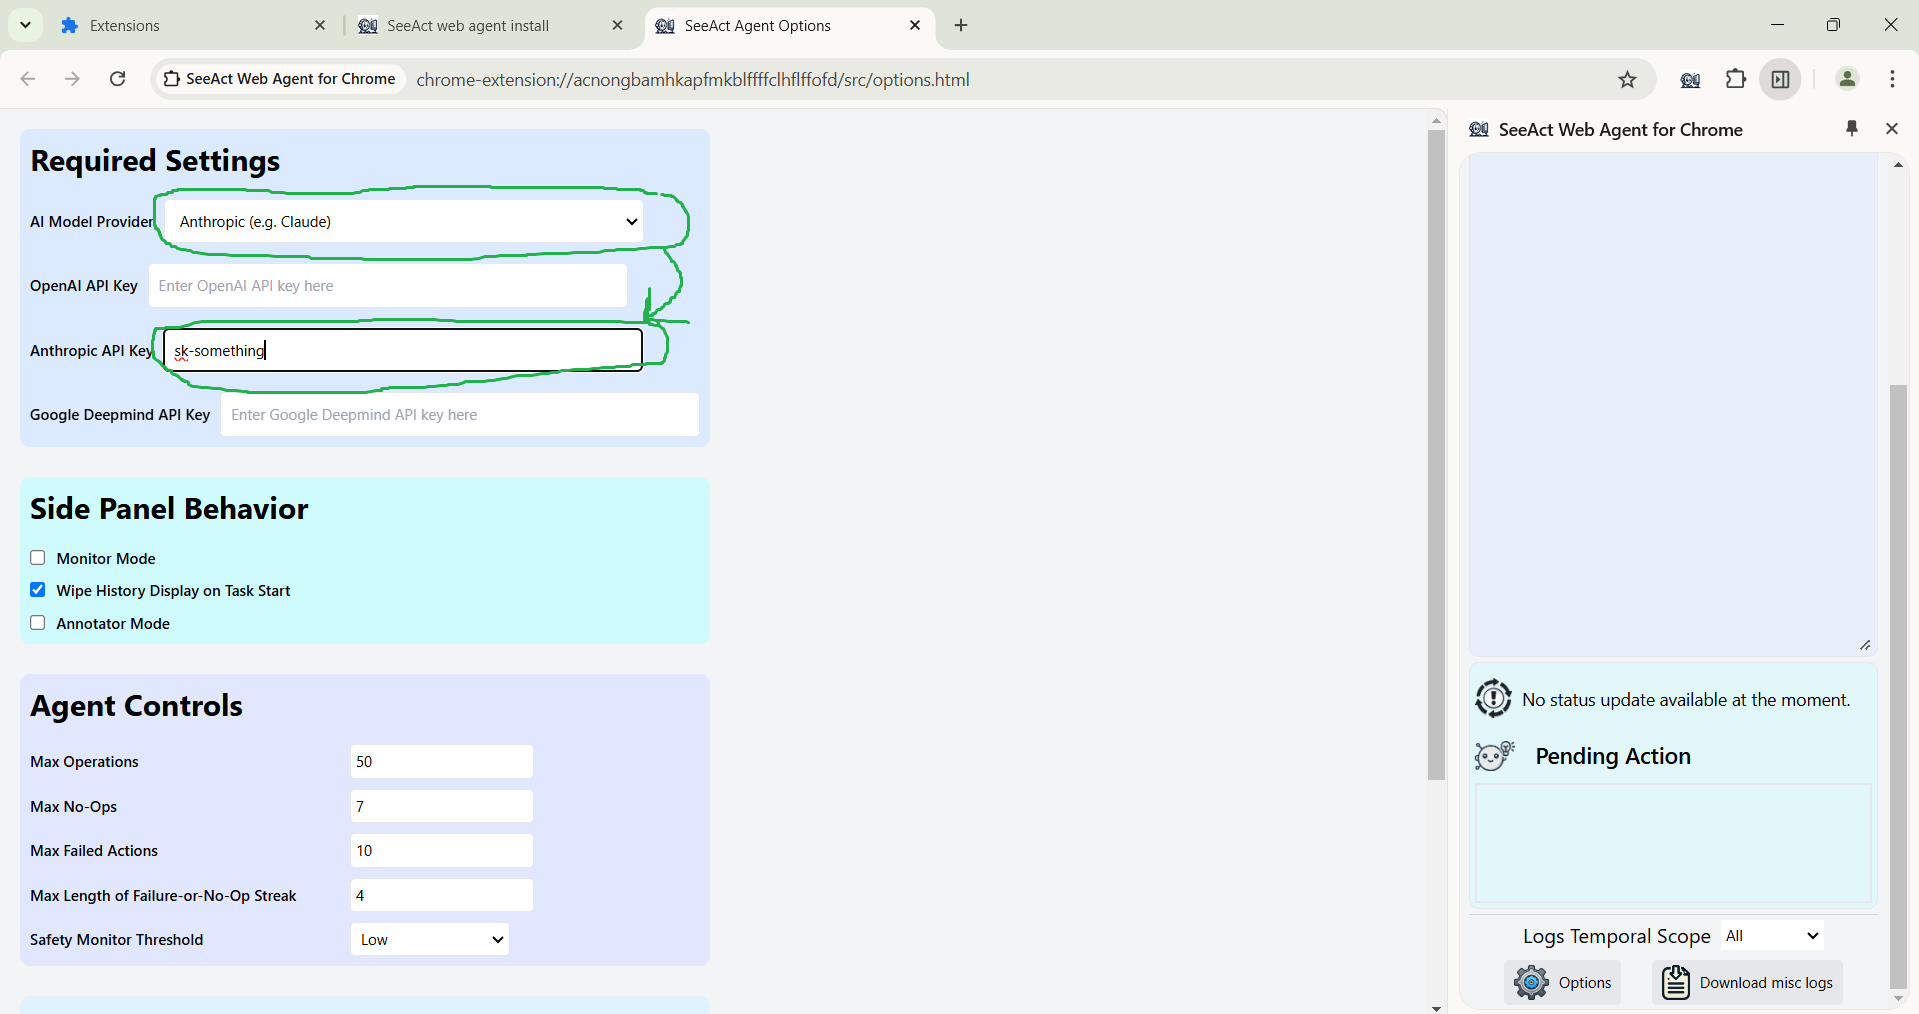 Extensions
SeeAct web agent install
SeeAct Agent Options
SeeAct Web Agent for Chrome
chrome-extension://acnongbamhkapfmkblffffclhflffofd/src/options.html
Required Settings
AI Model Provider
Anthropic (e.g. Claude)
OpenAI API Key
Enter OpenAI API key here
Anthropic API Key
sk-something
Google Deepmind API Key
Enter Google Deepmind API key here
Side Panel Behavior
Monitor Mode
Wipe History Display on Task Start
Annotator Mode
Agent Controls
Max Operations
50
Max No-Ops
7
Max Failed Actions
10
Max Length of Failure-or-No-Op Streak
4
Safety Monitor Threshold
Low
SeeAct Web Agent for Chrome
No status update available at the moment.
Pending Action
Logs Temporal Scope
All
Options
Download misc logs